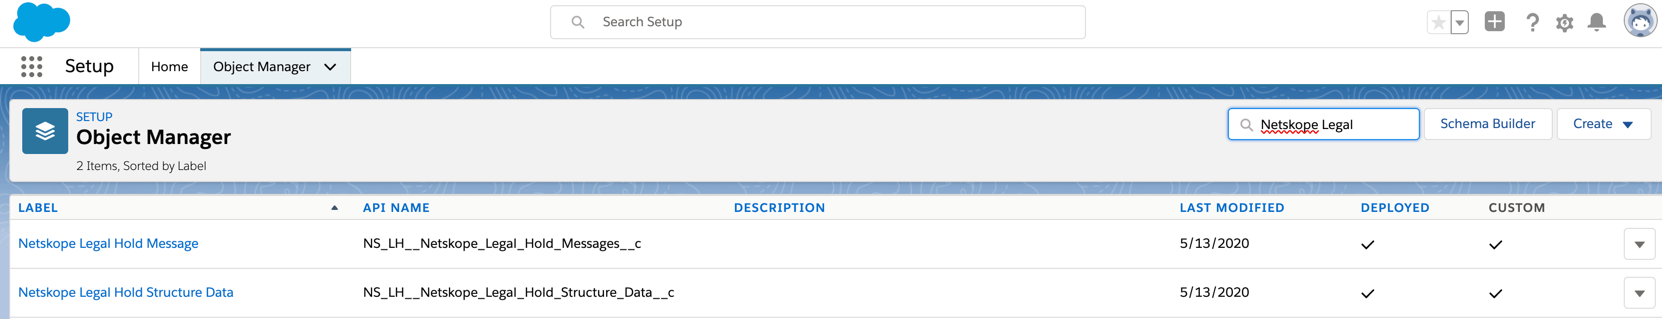 Search Setup
Setup Home Object Manager
SETUP
Object Manager
2 Items, Sorted by Label
Netskope Legal Schema Builder Create
LABEL API NAME DESCRIPTION LAST MODIFIED DEPLOYED CUSTOM
Netskope Legal Hold Message NS_LH__Netskope_Legal_Hold_Messages__c 5/13/2020
Netskope Legal Hold Structure Data NS_LH__Netskope_Legal_Hold_Structure_Data__c 5/13/2020